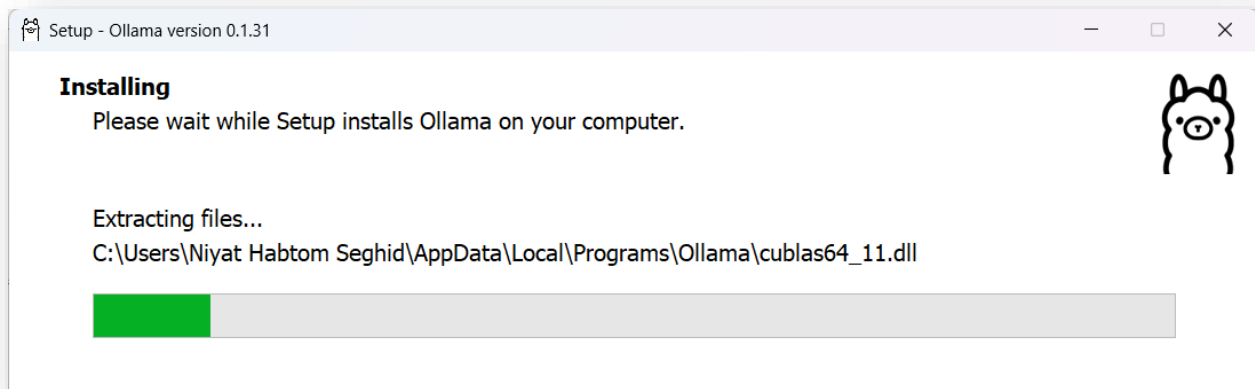 Setup - Ollama version 0.1.31
Installing
Please wait while Setup installs Ollama on your computer.
Extracting files...
C:\Users\Niyat Habtom Seghid\AppData\Local\Programs\Ollama\cublas64_11.dll